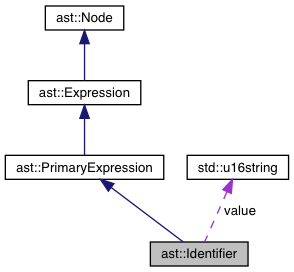 ast::Node
ast::Expression
ast::PrimaryExpression
std::u16string
value
ast::Identifier